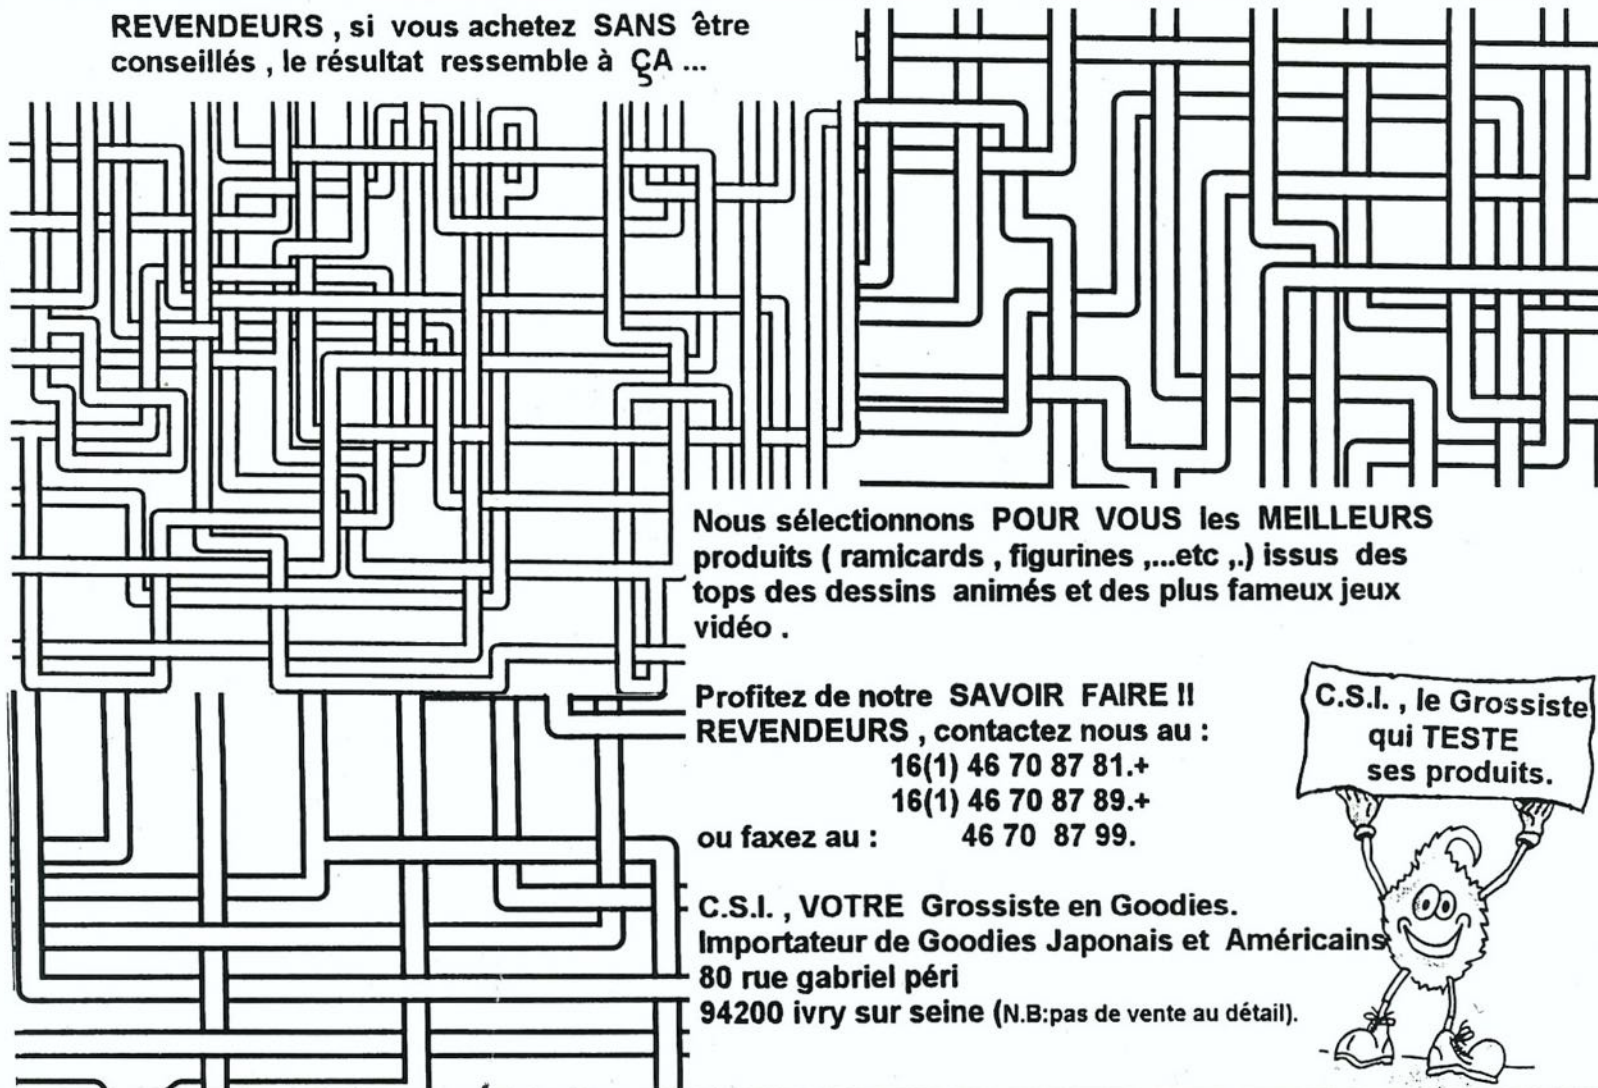 REVENDEURS , si vous achetez SANS être
conseillés , le résultat ressemble à ÇA ...
Nous sélectionnons POUR VOUS les MEILLEURS
produits ( ramicards , figurines ,...etc ,.) issus des
tops des dessins animés et des plus fameux jeux
vidéo .
Profitez de notre SAVOIR FAIRE !!
REVENDEURS , contactez nous au :
16(1) 46 70 87 81.+
16(1) 46 70 87 89.+
ou faxez au : 46 70 87 99.
C.S.I. , VOTRE Grossiste en Goodies.
Importateur de Goodies Japonais et Américains
80 rue gabriel péri
94200 ivry sur seine (N.B:pas de vente au détail).
C.S.I. , le Grossiste
qui TESTE
ses produits.